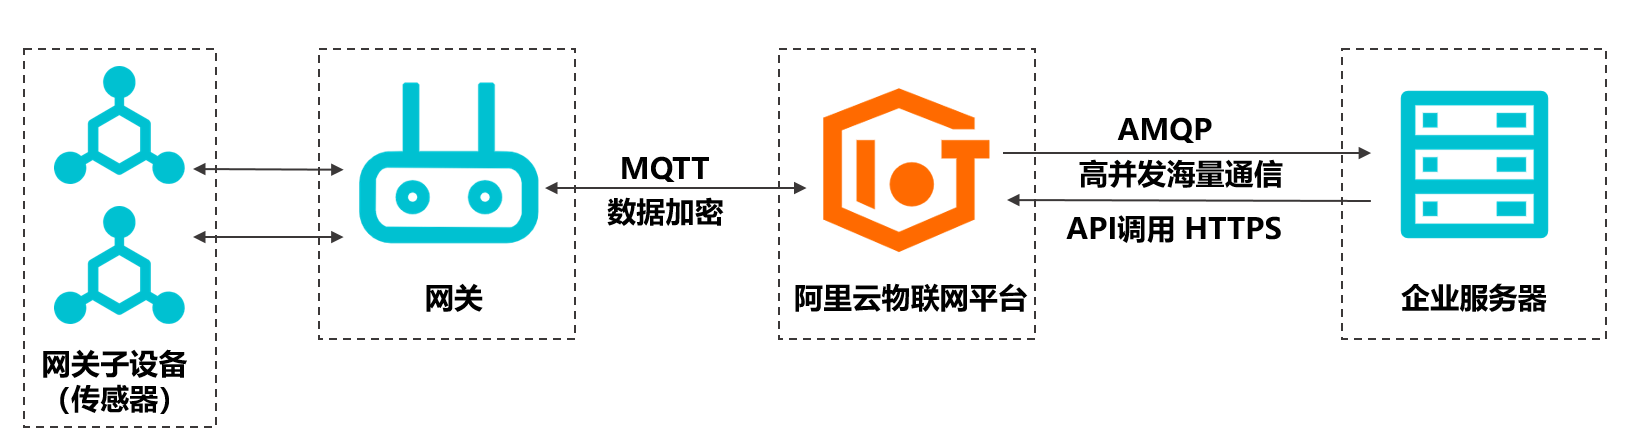 网关子设备
（传感器）
网关
MQTT
数据加密
阿里云物联网平台
AMQP
高并发海量通信
API调用 HTTPS
企业服务器